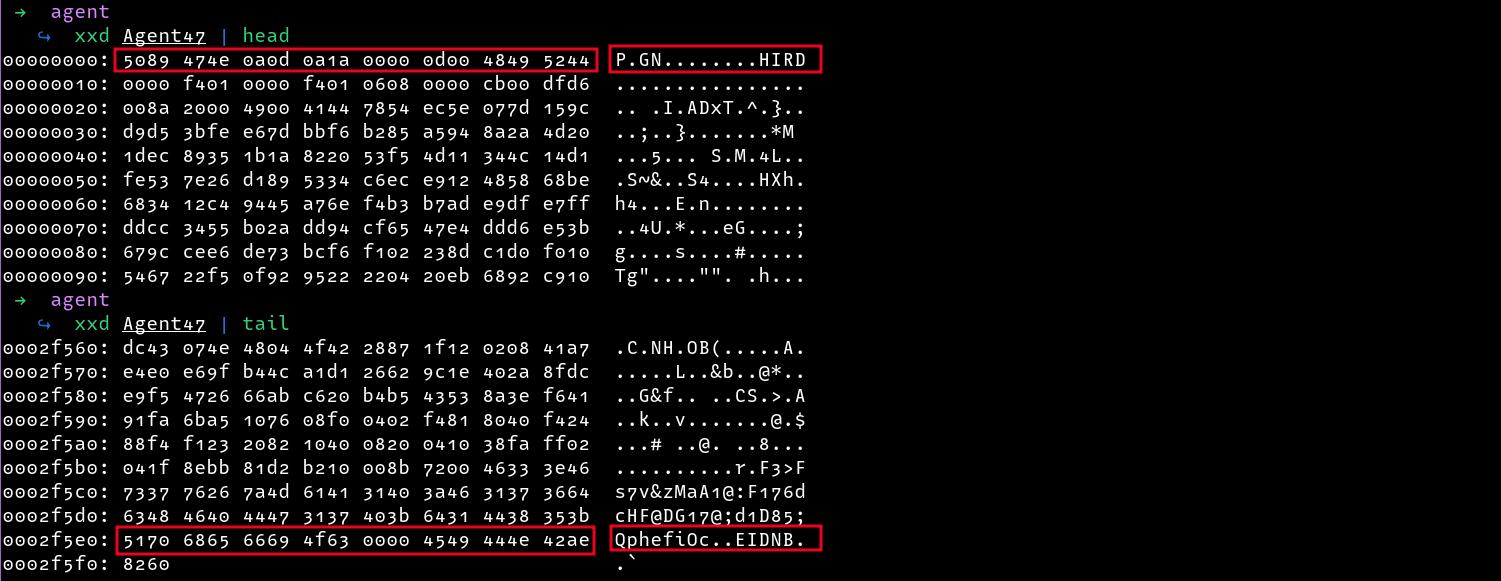 → agent
↪ xxd Agent47 | head
00000000: 5089 474e 0a0d 0a1a 0000 0d00 4849 5244 P.GN........HIRD
00000010: 0000 f401 0000 f401 0608 0000 cb00 dfd6 ................
00000020: 008a 2000 4900 4144 7854 ec5e 077d 159c .. .I.ADxT.^.}..
00000030: d9d5 3bfe e67d bbf6 b285 a594 8a2a 4d20 ..;..}.......*M
00000040: 1dec 8935 1b1a 8220 53f5 4d11 344c 14d1 ...5... S.M.4L..
00000050: fe53 7e26 d189 5334 c6ec e912 4858 68be .S~&..S4....HXh.
00000060: 6834 12c4 9445 a76e f4b3 b7ad e9df e7ff h4...E.n........
00000070: ddcc 3455 b02a dd94 cf65 47e4 ddd6 e53b ..4U.*...eG....;
00000080: 679c cee6 de73 bcf6 f102 238d c1d0 f010 g....s....#.....
00000090: 5467 22f5 0f92 9522 2204 20eb 6892 c910 Tg"...."". .h...
→ agent
↪ xxd Agent47 | tail
0002f560: dc43 074e 4804 4f42 2887 1f12 0208 41a7 .C.NH.OB(.....A.
0002f570: e4e0 e69f b44c a1d1 2662 9c1e 402a 8fdc .....L..&b..@*..
0002f580: e9f5 4726 66ab c620 b4b5 4353 8a3e f641 ..G&f.. ..CS.>.A
0002f590: 91fa 6ba5 1076 08f0 0402 f481 8040 f424 ..k..v.......@.$
0002f5a0: 88f4 f123 2082 1040 0820 0410 38fa ff02 ...# ..@. ..8...
0002f5b0: 041f 8ebb 81d2 b210 008b 7200 4633 3e46 ..........r.F3>F
0002f5c0: 7337 7626 7a4d 6141 3140 3a46 3137 3664 s7v&zMaA1@:F176d
0002f5d0: 6348 4640 4447 3137 403b 6431 4438 353b cHF@DG17@;d1D85;
0002f5e0: 5170 6865 6669 4f63 0000 4549 444e 42ae QphefiOc..EIDNB.
0002f5f0: 8260 .`